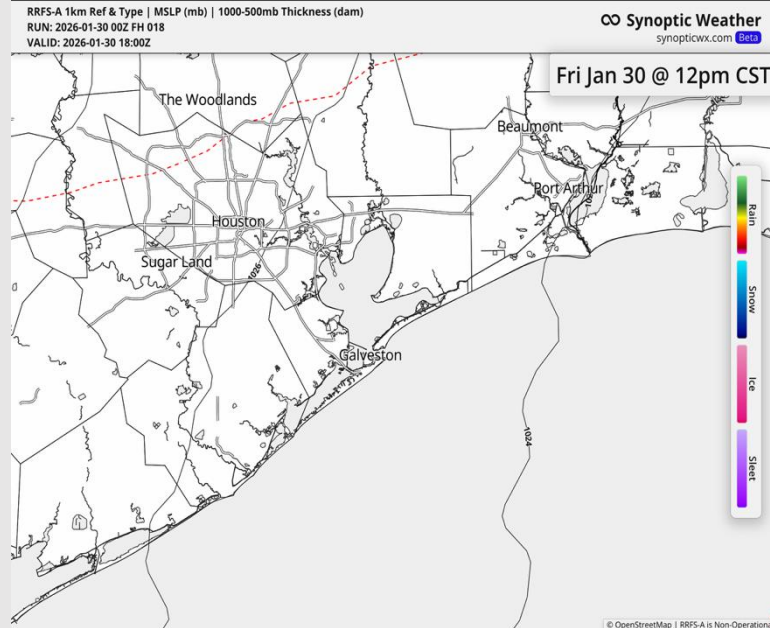 RRFS-A 1km Ref & Type | MSLP (mb) | 1000-500mb Thickness (dam)
RUN: 2026-01-30 00Z FH 018
VALID: 2026-01-30 18:00Z
Synoptic Weather
synopticwx.com Beta
Fri Jan 30 @ 12pm CST
The Woodlands
Beaumont
Port Arthur
Houston
Sugar Land
1026
Galveston
1024
Rain
Snow
Ice
Sleet
© OpenStreetMap | RRFS-A is Non-Operational